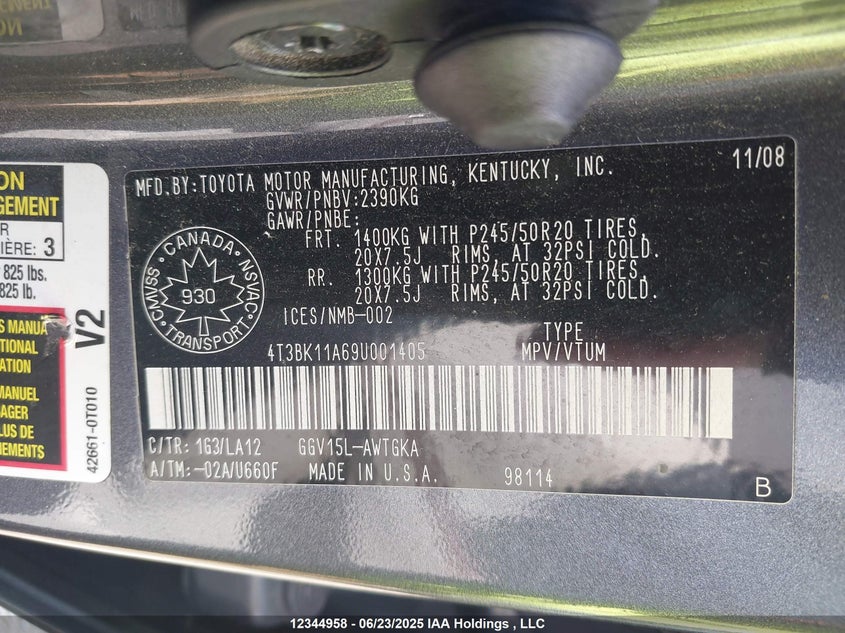 11/08
MFD.BY:TOYOTA MOTOR MANUFACTURING, KENTUCKY, INC.
GVWR/PNBV:2390KG
GAWR/PNBE:
FRT. 1400KG WITH P245/50R20 TIRES,
20X7.5J RIMS, AT 32PSI COLD.
RR. 1300KG WITH P245/50R20 TIRES,
20X7.5J RIMS, AT 32PSI COLD.
ICES/NMB-002
CANADA
CMVSS NSVAC
930
TRANSPORT
4T3BK11A69U001405
TYPE
MPV/VTUM
C/TR: 1G3/LA12 GGV15L-AWTGKA
A/TM:-02A/U660F MADE IN U.S.A. 98114
B
ON
GEMENT
R
IÈRE: 3
825 lbs.
825 lb.
S MANUA
TIONAL
ATION
MANUEL
AGER
PLUS DE
NEMENTS
V2
42661-0T010
12344958 - 06/23/2025 IAA Holdings , LLC